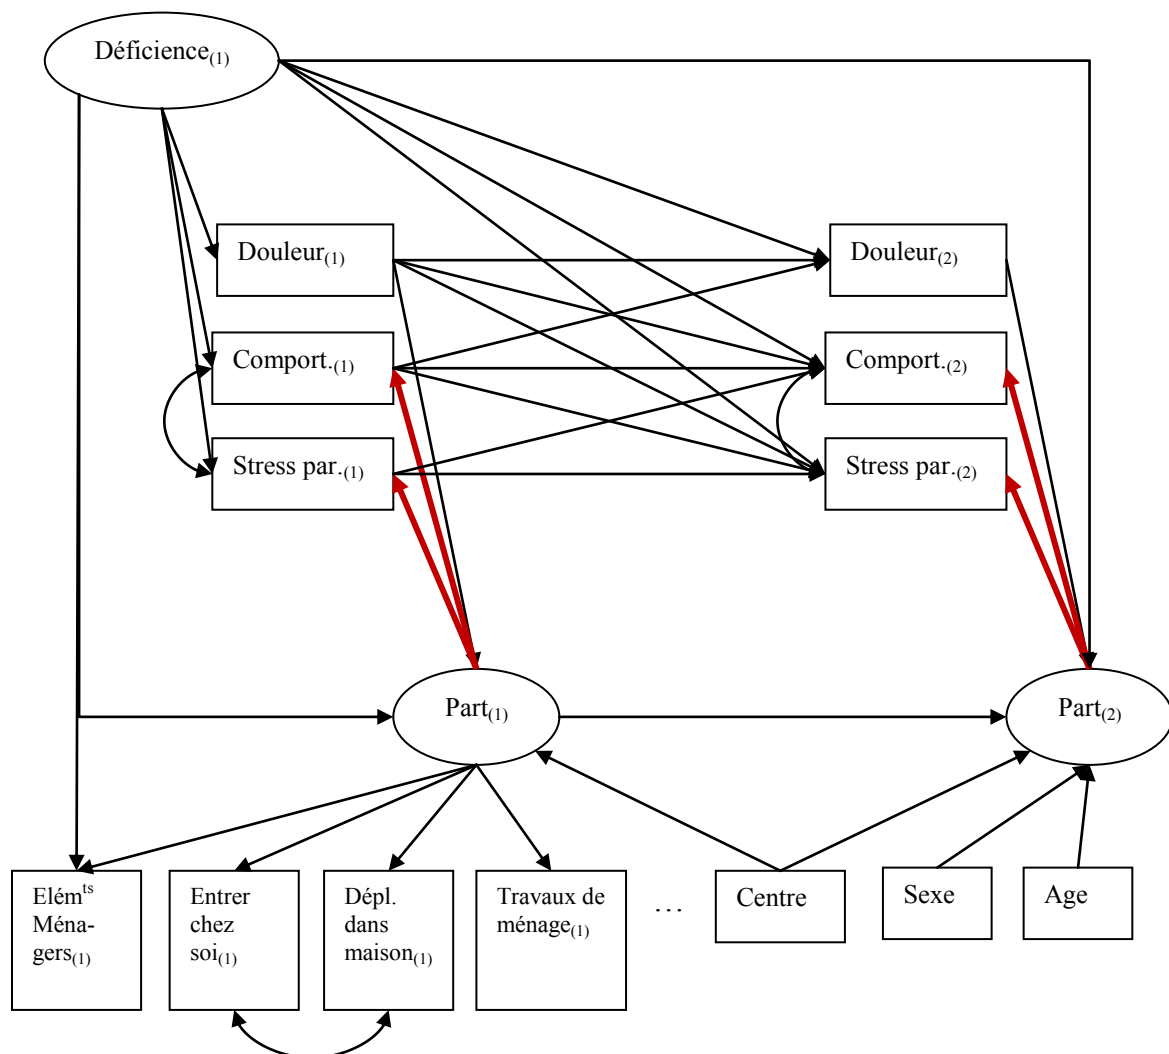 Déficience(1)
Douleur(1)
Douleur(2)
Comport.(1)
Comport.(2)
Stress par.(1)
Stress par.(2)
Part(1)
Part(2)
Elémts
Ména-
gers(1)
Entrer
chez
soi(1)
Dépl.
dans
maison(1)
Travaux de
ménage(1)
...
Centre
Sexe
Age